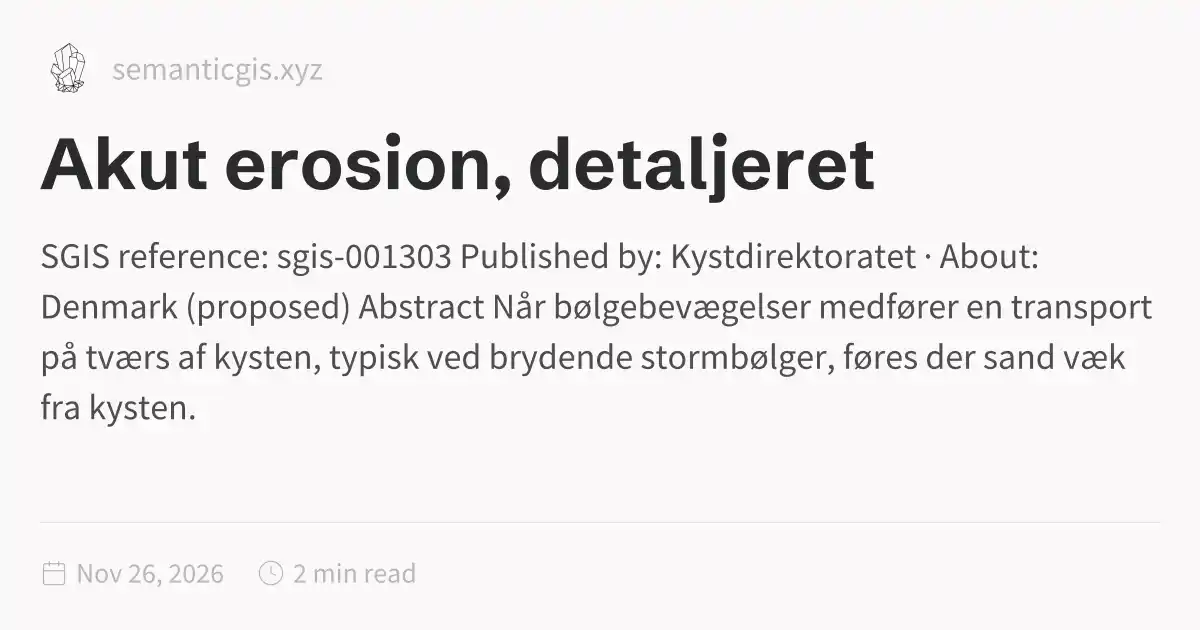 semanticgis.xyz
Akut erosion, detaljeret
SGIS reference: sgis-001303 Published by: Kystdirektoratet · About:
Denmark (proposed) Abstract Når bølgebevægelser medfører en transport
på tværs af kysten, typisk ved brydende stormbølger, føres der sand væk
fra kysten.
Nov 26, 2026 2 min read